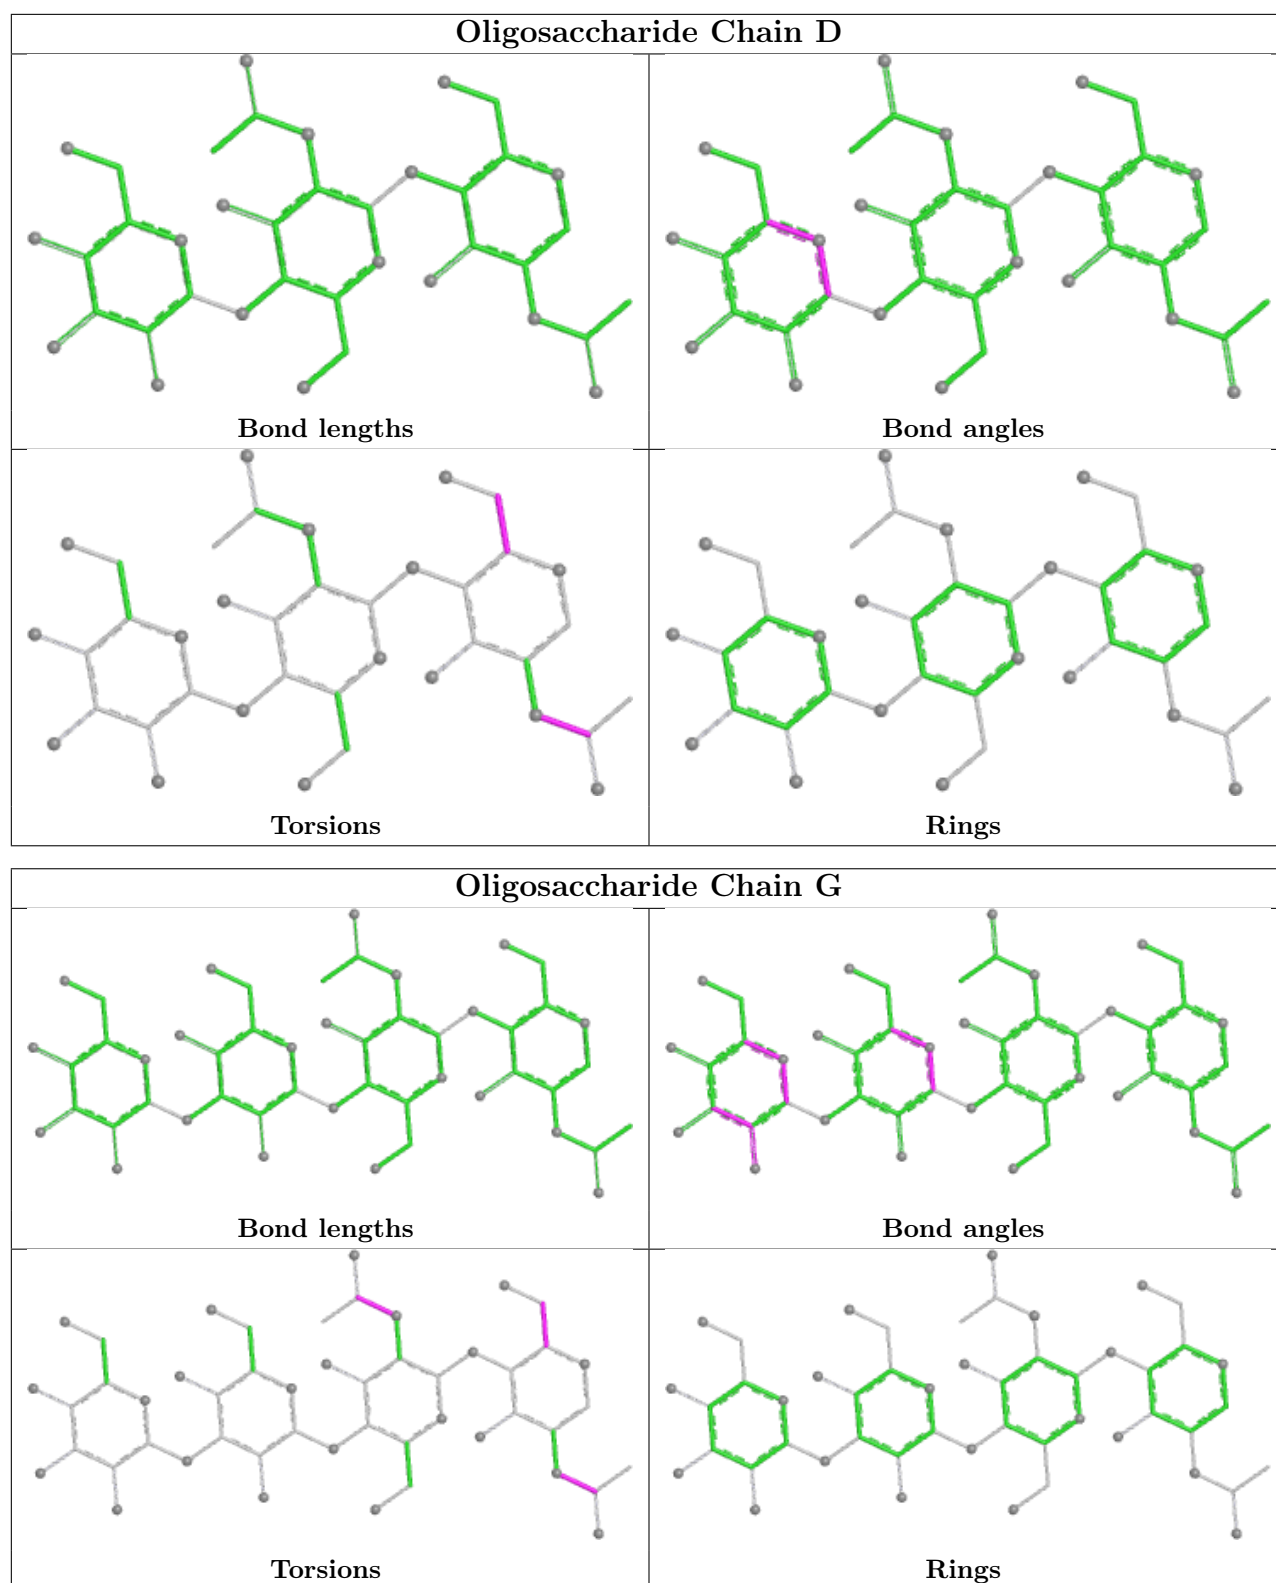 Oligosaccharide Chain D
Bond lengths
Bond angles
Torsions
Rings
Oligosaccharide Chain G
Bond lengths
Bond angles
Torsions
Rings